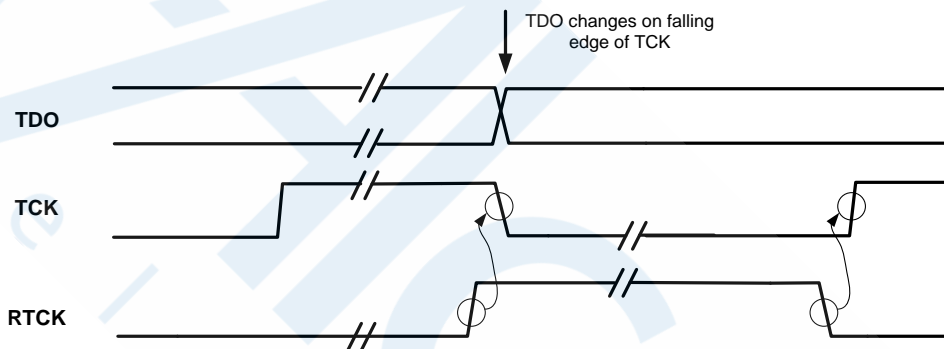 TDO changes on falling
edge of TCK
TDO
TCK
RTCK